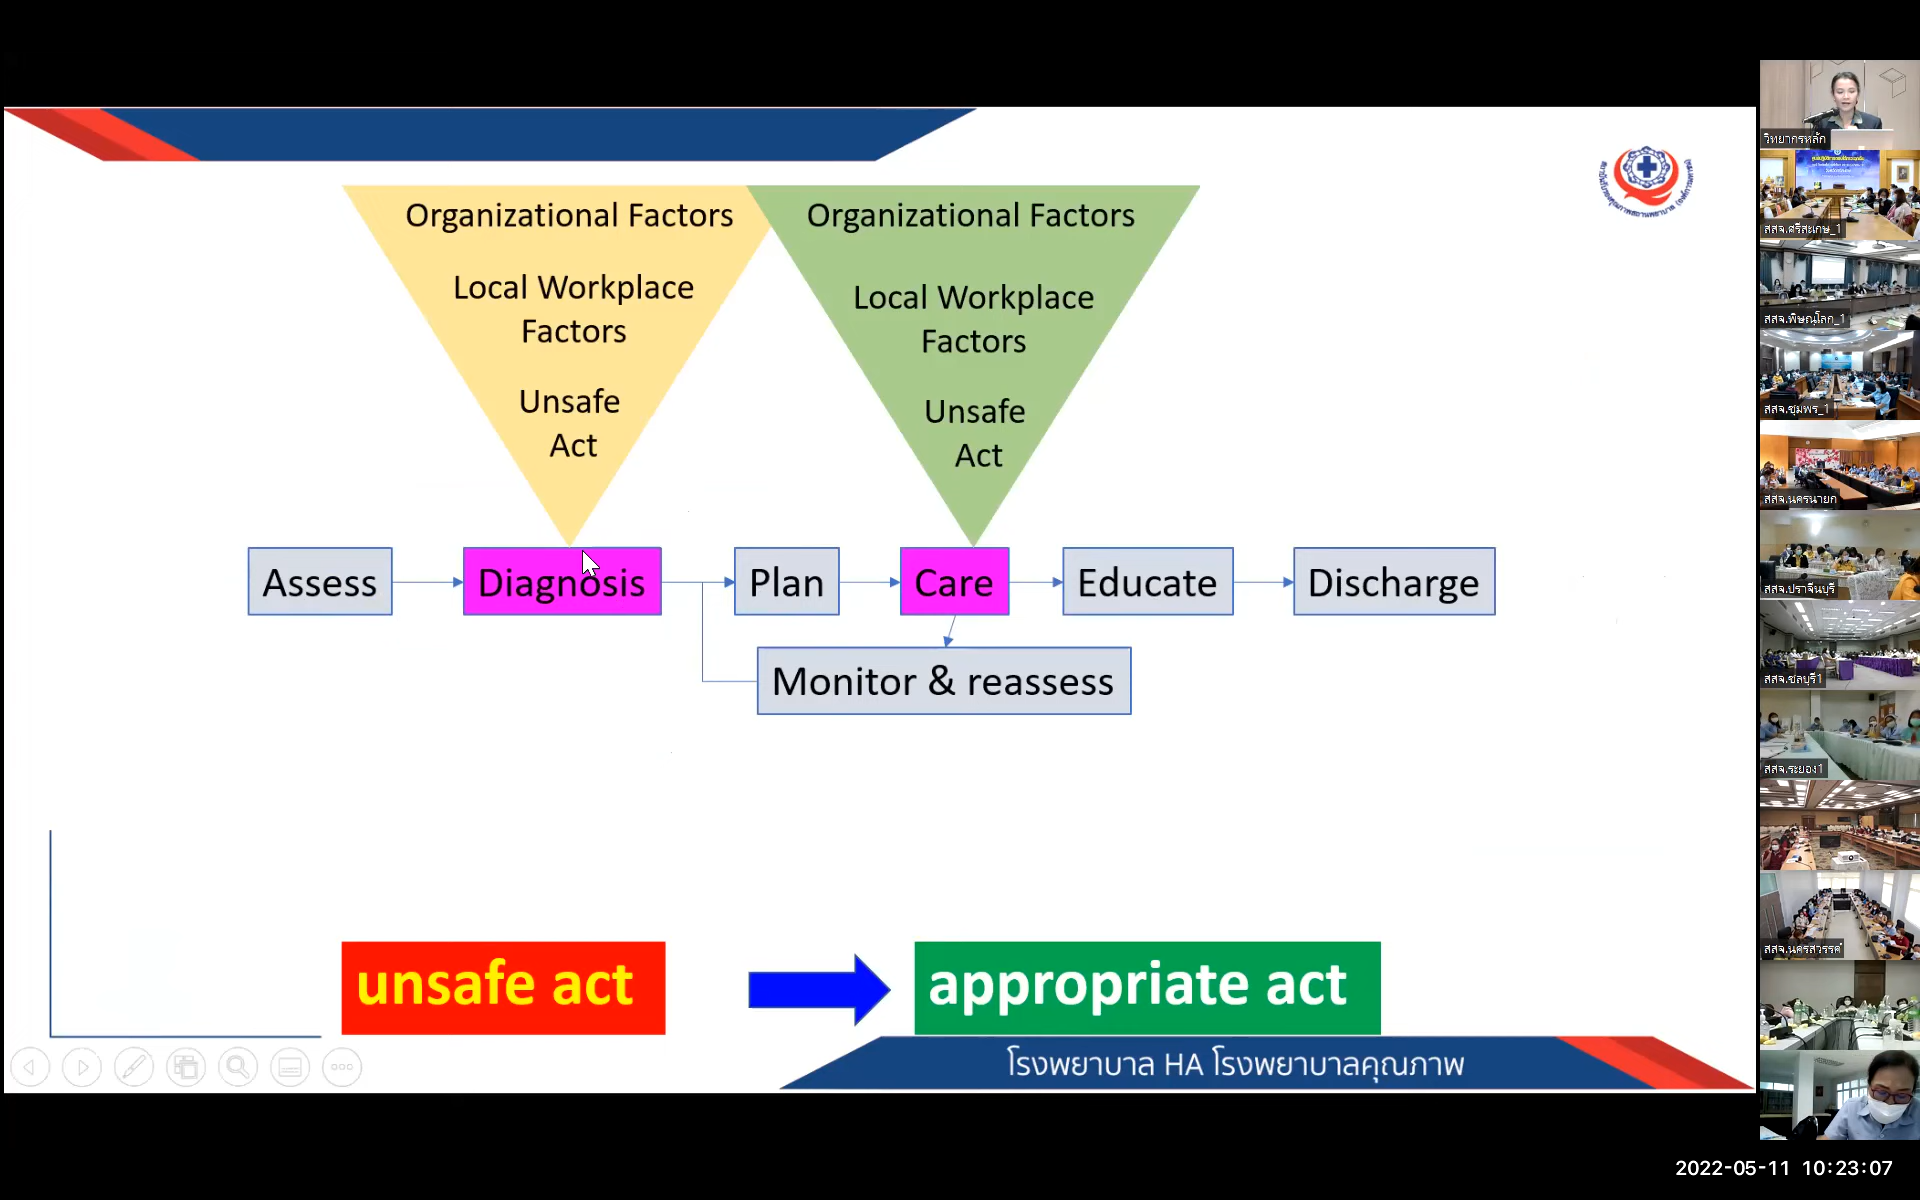 Organizational Factors
Local Workplace
Factors
Unsafe
Act
Organizational Factors
Local Workplace
Factors
Unsafe
Act
Assess
Diagnosis
Plan
Care
Educate
Discharge
Monitor & reassess
unsafe act
appropriate act
โรงพยาบาล HA โรงพยาบาลคุณภาพ
วิทยากรหลัก
สสจ.ศรีสะเกษ_1
สสจ.พิษณุโลก_1
สสจ.ชุมพร_1
สสจ.นครนายก
สสจ.ปราจีนบุรี
สสจ.ชลบุรี1
สสจ.ระยอง1
สสจ.นครสวรรค์
2022-05-11 10:23:07